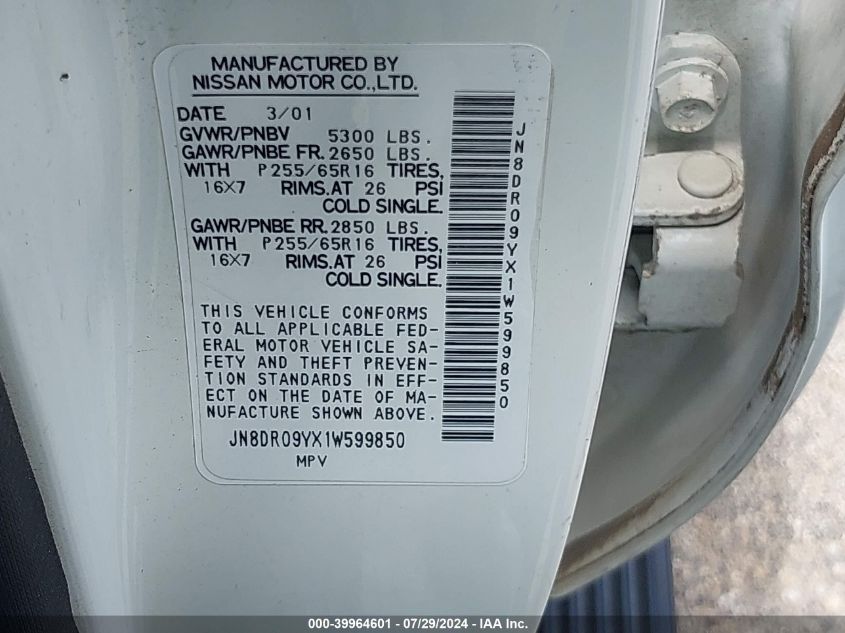 MANUFACTURED BY
NISSAN MOTOR CO.,LTD.
DATE 3/01
GVWR/PNBV 5300 LBS.
GAWR/PNBE FR. 2650 LBS.
WITH P255/65R16 TIRES,
16X7 RIMS.AT 26 PSI
COLD SINGLE.
GAWR/PNBE RR. 2850 LBS.
WITH P255/65R16 TIRES,
16X7 RIMS.AT 26 PSI
COLD SINGLE.
THIS VEHICLE CONFORMS
TO ALL APPLICABLE FED-
ERAL MOTOR VEHICLE SA-
FETY AND THEFT PREVEN-
TION STANDARDS IN EFF-
ECT ON THE DATE OF MA-
NUFACTURE SHOWN ABOVE.
JN8DR09YX1W599850
MPV
JN8DR09YX1W599850
000-39964601 / 07/29/2024 - IAA Inc.